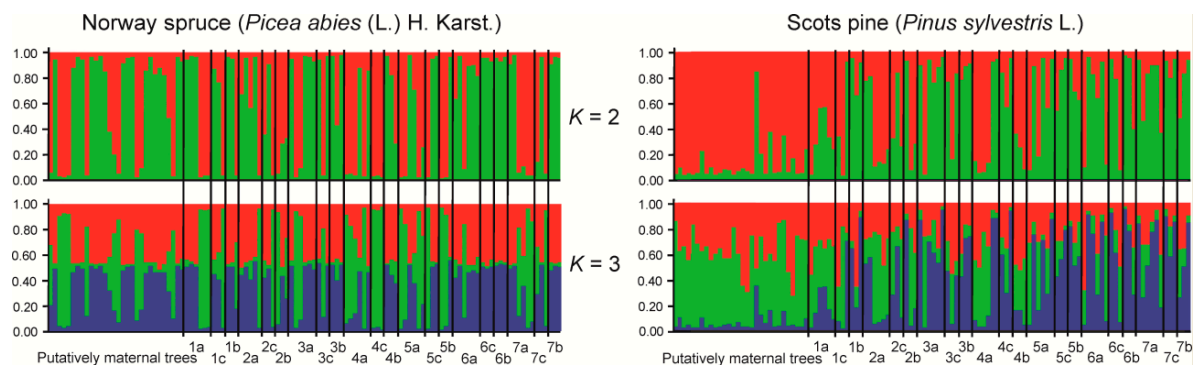 Norway spruce (Picea abies (L.) H. Karst.)
Scots pine (Pinus sylvestris L.)
1.00
0.80
0.60
0.40
0.20
0.00
K = 2
1.00
0.80
0.60
0.40
0.20
0.00
1.00
0.80
0.60
0.40
0.20
0.00
K = 3
1.00
0.80
0.60
0.40
0.20
0.00
Putatively maternal trees
1a 1b 2c 3a 3b 4c 5a 5b 6c 7a 7b
1c 2a 2b 3c 4a 4b 5c 6a 6b 7c
Putatively maternal trees
1a 1b 2c 3a 3b 4c 5a 5b 6c 7a 7b
1c 2a 2b 3c 4a 4b 5c 6a 6b 7c